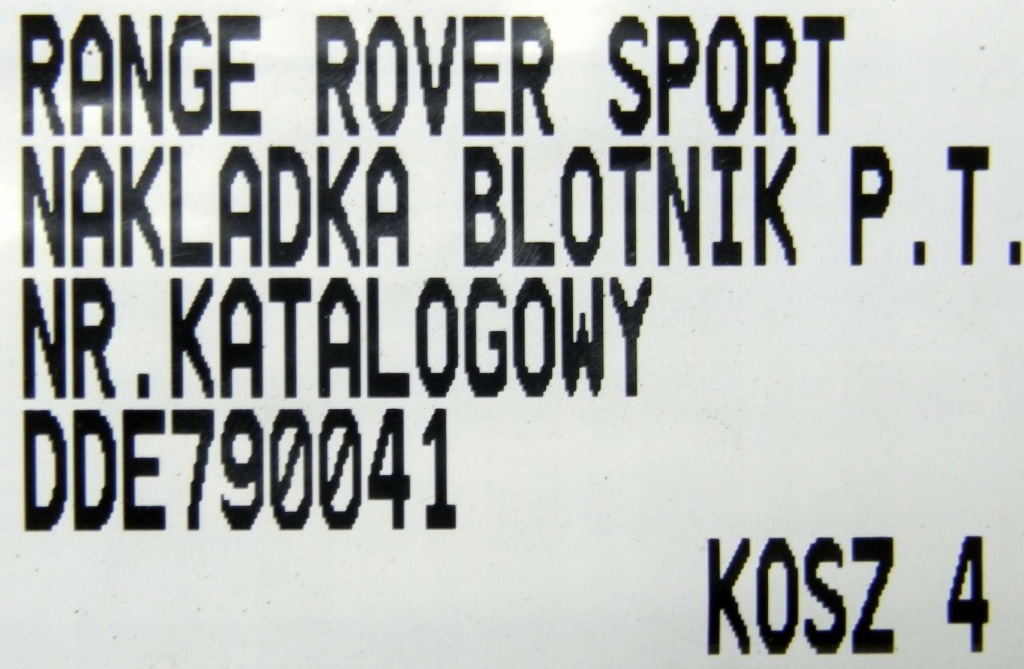 RANGE ROVER SPORT
NAKLADKA BLOTNIK P.T.
NR.KATALOGOWY
DDE790041
KOSZ 4